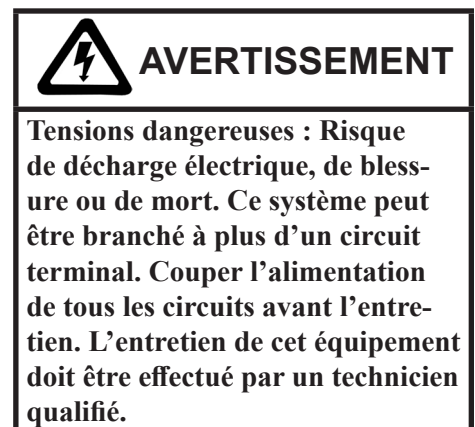 AVERTISSEMENT
Tensions dangereuses : Risque
de décharge électrique, de bless-
ure ou de mort. Ce système peut
être branché à plus d'un circuit
terminal. Couper l'alimentation
de tous les circuits avant l'entre-
tien. L'entretien de cet équipement
doit être effectué par un technicien
qualifié.